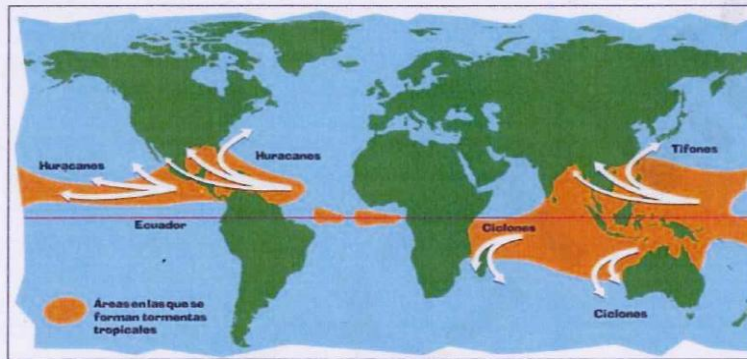 Huracanes
Huracanes
Tifones
Ecuador
Ciclones
Áreas en las que se
forman tormentas
tropicales
Ciclones